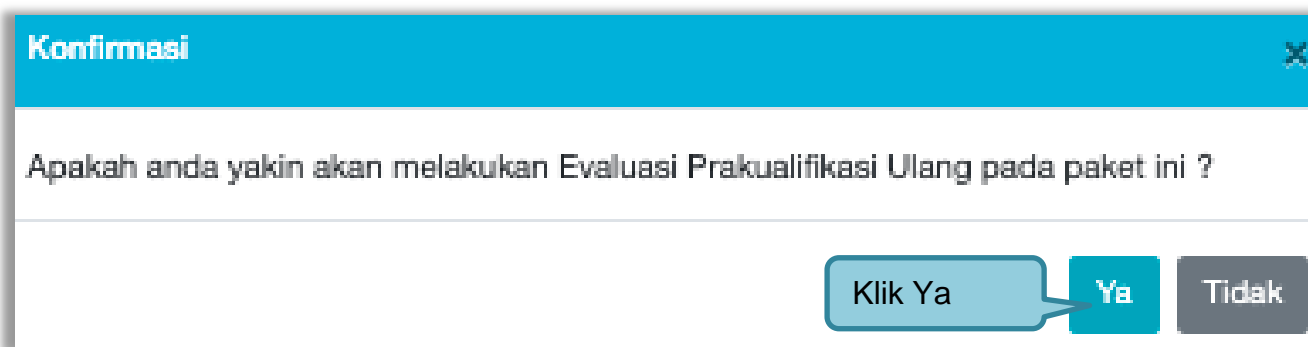 Konfirmasi ×
Apakah anda yakin akan melakukan Evaluasi Prakualifikasi Ulang pada paket ini ?
Klik Ya Ya Tidak